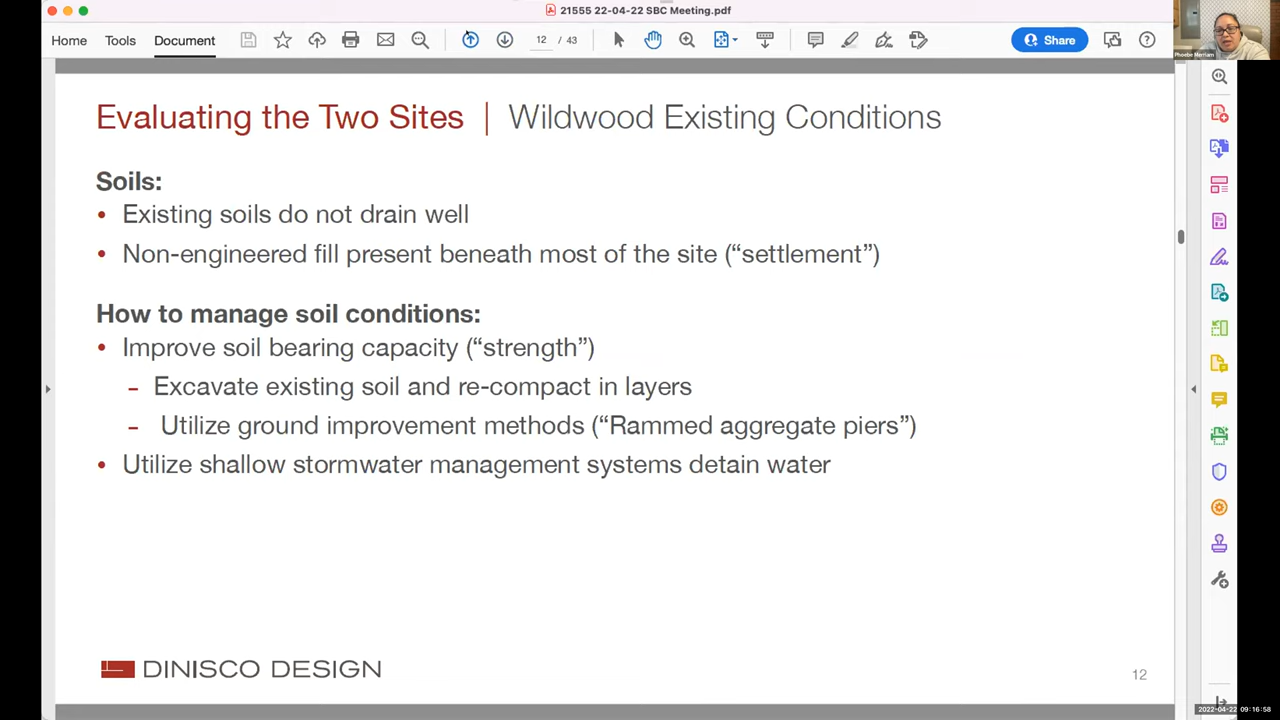 21555 22-04-22 SBC Meeting.pdf
Home Tools Document 12 / 43 Share
Phoebe Merriam
Evaluating the Two Sites | Wildwood Existing Conditions
Soils:
• Existing soils do not drain well
• Non-engineered fill present beneath most of the site (“settlement”)
How to manage soil conditions:
• Improve soil bearing capacity (“strength”)
– Excavate existing soil and re-compact in layers
– Utilize ground improvement methods (“Rammed aggregate piers”)
• Utilize shallow stormwater management systems detain water
DINISCO DESIGN
12
2022-04-22 09:16:58